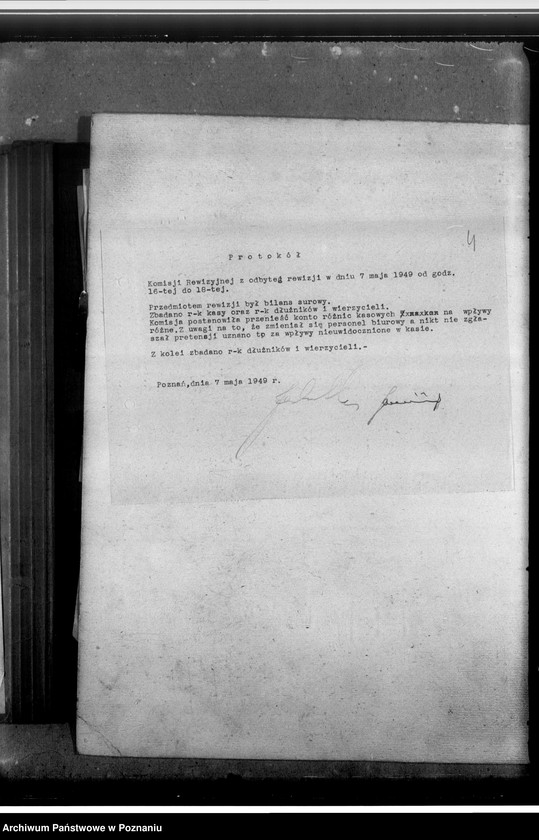 4
Protokół
Komisji Rewizyjnej z odbytej rewizji w dniu 7 maja 1949 od godz.
16-tej do 18-tej.
Przedmiotem rewizji był bilans surowy.
Zbadano r-k kasy oraz r-k dłużników i wierzycieli.
Komisja postanowiła przenieść konto różnic kasowych na wpływy
różne.Z uwagi na to, że zmieniał się personel biurowy a nikt nie zgła-
szał pretensji uznano to za wpływy nieuwidocznione w kasie.
Z kolei zbadano r-k dłużników i wierzycieli.-
Poznań,dnia 7 maja 1949 r.
Archiwum Państwowe w Poznaniu